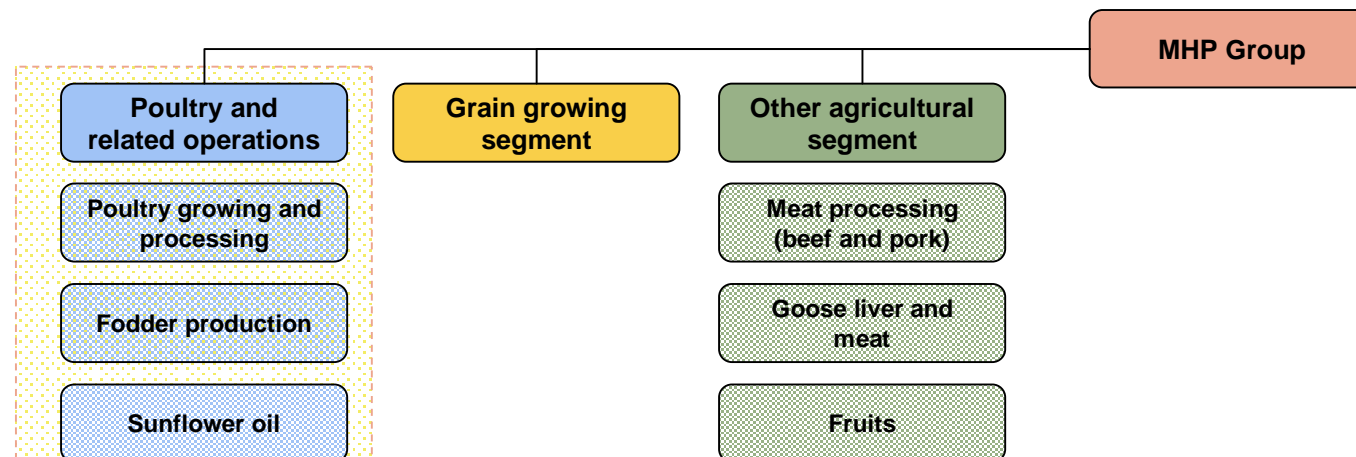 MHP Group
Poultry and
related operations
Grain growing
segment
Other agricultural
segment
Poultry growing and
processing
Meat processing
(beef and pork)
Fodder production
Goose liver and
meat
Sunflower oil
Fruits